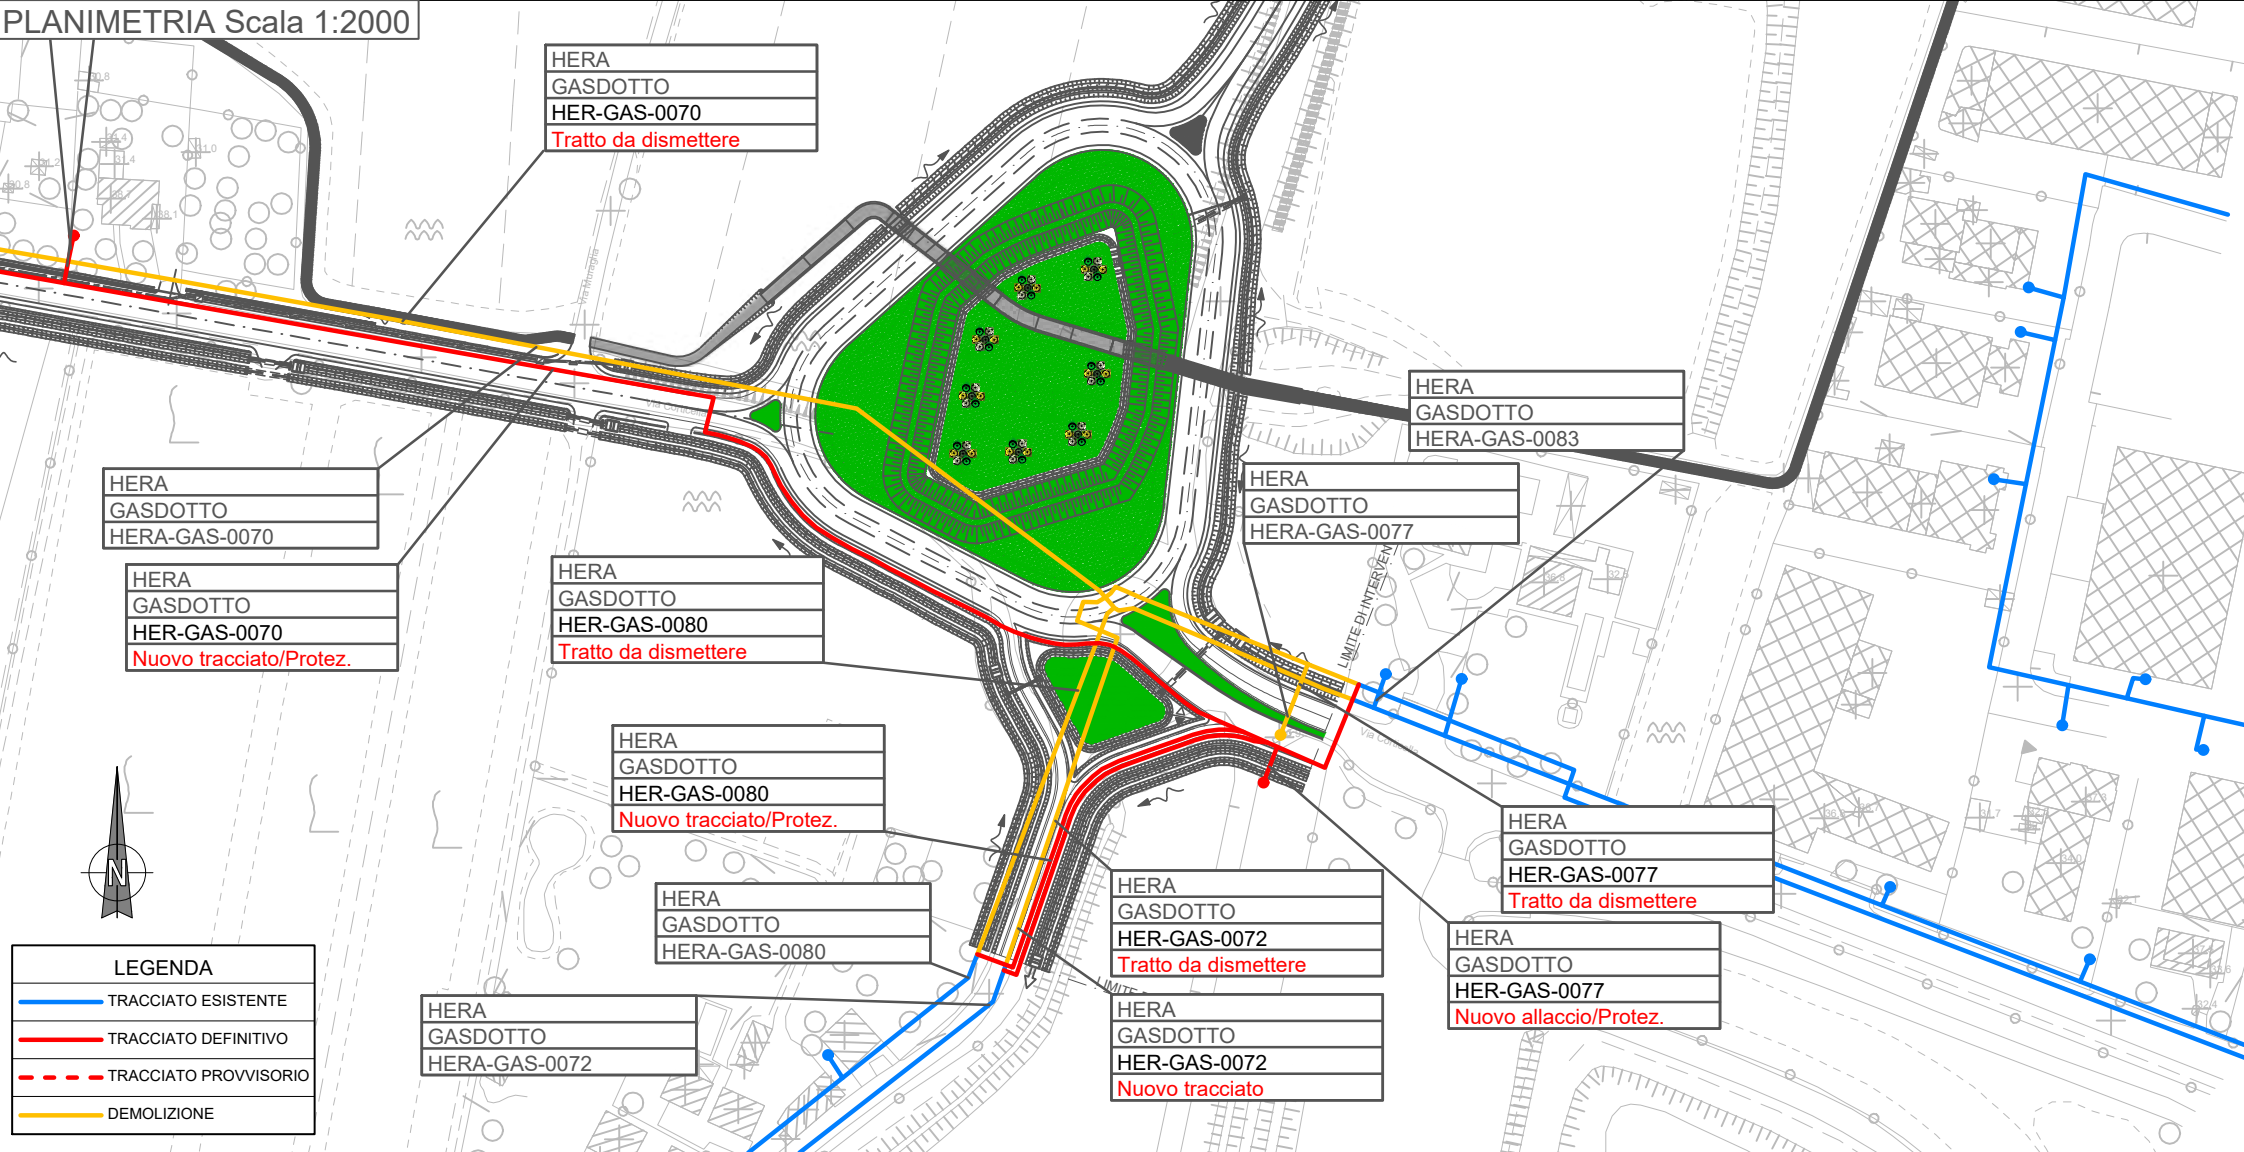 PLANIMETRIA Scala 1:2000
HERA
GASDOTTO
HER-GAS-0070
Tratto da dismettere
Via Muraglia
HERA
GASDOTTO
HERA-GAS-0083
HERA
GASDOTTO
HERA-GAS-0077
HERA
GASDOTTO
HERA-GAS-0070
HERA
GASDOTTO
HER-GAS-0070
Nuovo tracciato/Protez.
HERA
GASDOTTO
HER-GAS-0080
Tratto da dismettere
LIMITE DI INTERVEN
HERA
GASDOTTO
HER-GAS-0080
Nuovo tracciato/Protez.
HERA
GASDOTTO
HER-GAS-0077
Tratto da dismettere
HERA
GASDOTTO
HERA-GAS-0080
HERA
GASDOTTO
HER-GAS-0072
Tratto da dismettere
HERA
GASDOTTO
HER-GAS-0077
Nuovo allaccio/Protez.
HERA
GASDOTTO
HERA-GAS-0072
HERA
GASDOTTO
HER-GAS-0072
Nuovo tracciato
N
LEGENDA
TRACCIATO ESISTENTE
TRACCIATO DEFINITIVO
TRACCIATO PROVVISORIO
DEMOLIZIONE